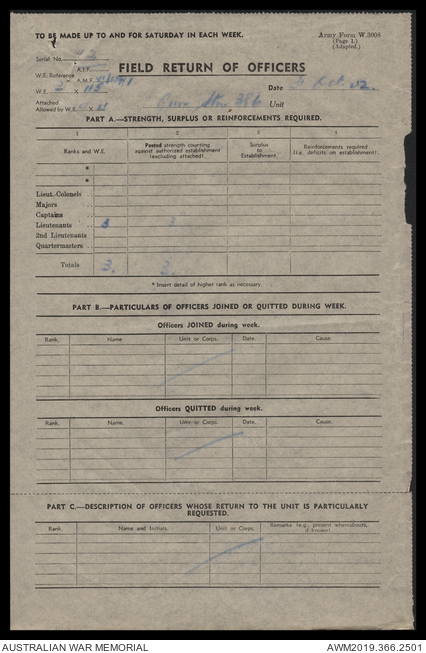 TO BE MADE UP TO AND FOR SATURDAY IN EACH WEEK.
Army Form W.3008
(Page 1.)
(Adapted.)
Serial No. 42
A.I.F.
W.E. Reference A.M.F.
W.E. X
Attached
Allowed by W.E. X
FIELD RETURN OF OFFICERS
Date Oct.
Unit
PART A.—STRENGTH, SURPLUS OR REINFORCEMENTS REQUIRED.
1 2 3 4
Ranks and W.E. Posted strength counting against authorized establishment (excluding attached). Surplus to Establishment. Reinforcements required (i.e. deficits on establishment).
*
*
Lieut.-Colonels
Majors
Captains
Lieutenants 3 3
2nd Lieutenants
Quartermasters
Totals 3. 3.
* Insert detail of higher rank as necessary.
PART B.—PARTICULARS OF OFFICERS JOINED OR QUITTED DURING WEEK.
Officers JOINED during week.
Rank. Name Unit or Corps. Date. Cause.
Officers QUITTED during week.
Rank. Name Unit or Corps. Date. Cause.
PART C.—DESCRIPTION OF OFFICERS WHOSE RETURN TO THE UNIT IS PARTICULARLY
REQUESTED.
Rank. Name and Initials. Unit or Corps. Remarks (e.g., present whereabouts, if known).
AUSTRALIAN WAR MEMORIAL AWM2019.366.2501